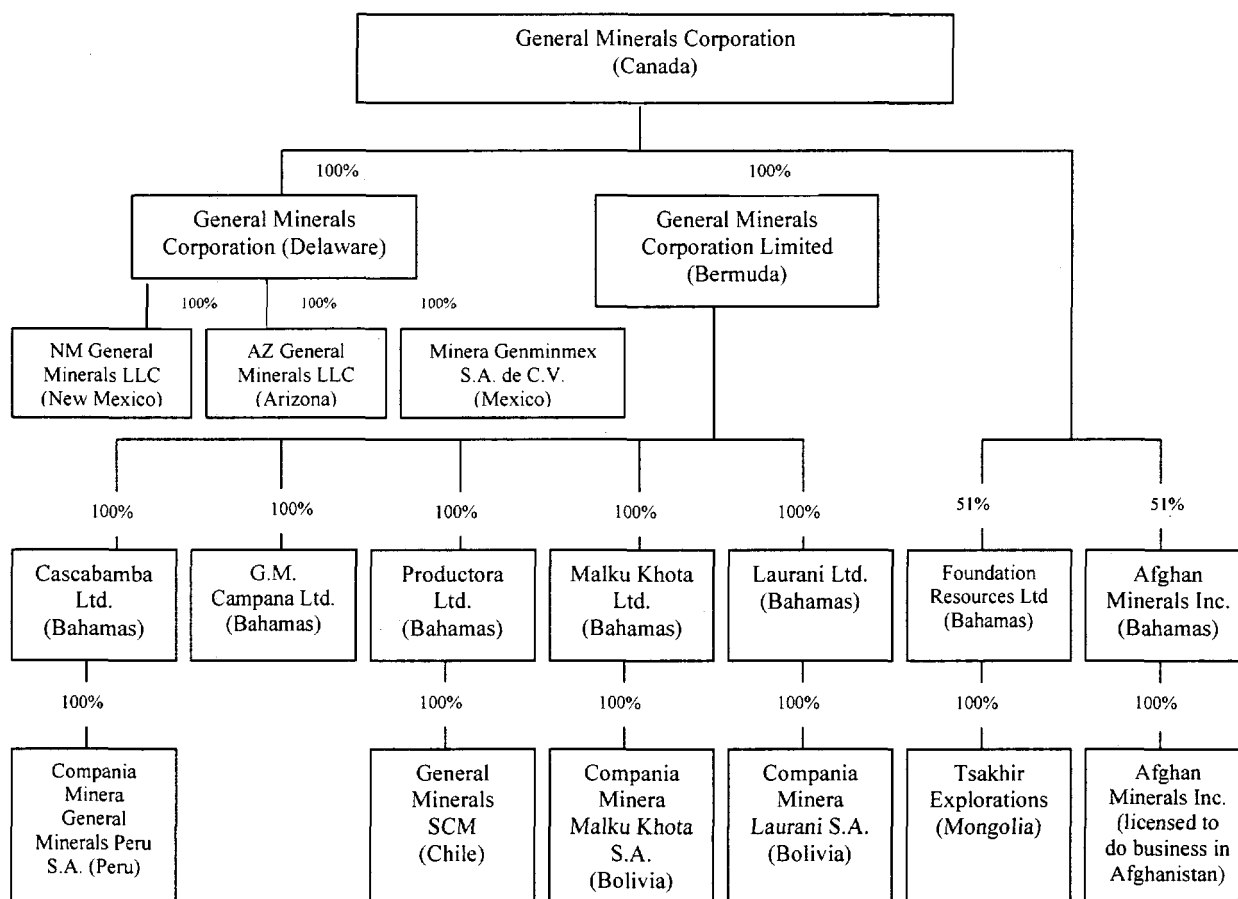 General Minerals Corporation
(Canada)
100%
100%
General Minerals
Corporation (Delaware)
General Minerals
Corporation Limited
(Bermuda)
100%
100%
100%
NM General
Minerals LLC
(New Mexico)
AZ General
Minerals LLC
(Arizona)
Minera Genminmex
S.A. de C.V.
(Mexico)
100%
100%
100%
100%
100%
51%
51%
Cascabamba
Ltd.
(Bahamas)
G.M.
Campana Ltd.
(Bahamas)
Productora
Ltd.
(Bahamas)
Malku Khota
Ltd.
(Bahamas)
Laurani Ltd.
(Bahamas)
Foundation
Resources Ltd
(Bahamas)
Afghan
Minerals Inc.
(Bahamas)
100%
100%
100%
100%
100%
100%
Compania
Minera
General
Minerals Peru
S.A. (Peru)
General
Minerals
SCM
(Chile)
Compania
Minera
Malku Khota
S.A.
(Bolivia)
Compania
Minera
Laurani S.A.
(Bolivia)
Tsakhir
Explorations
(Mongolia)
Afghan
Minerals Inc.
(licensed to
do business in
Afghanistan)